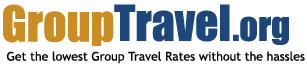 GroupTravel.org
Get the lowest Group Travel Rates without the hassles